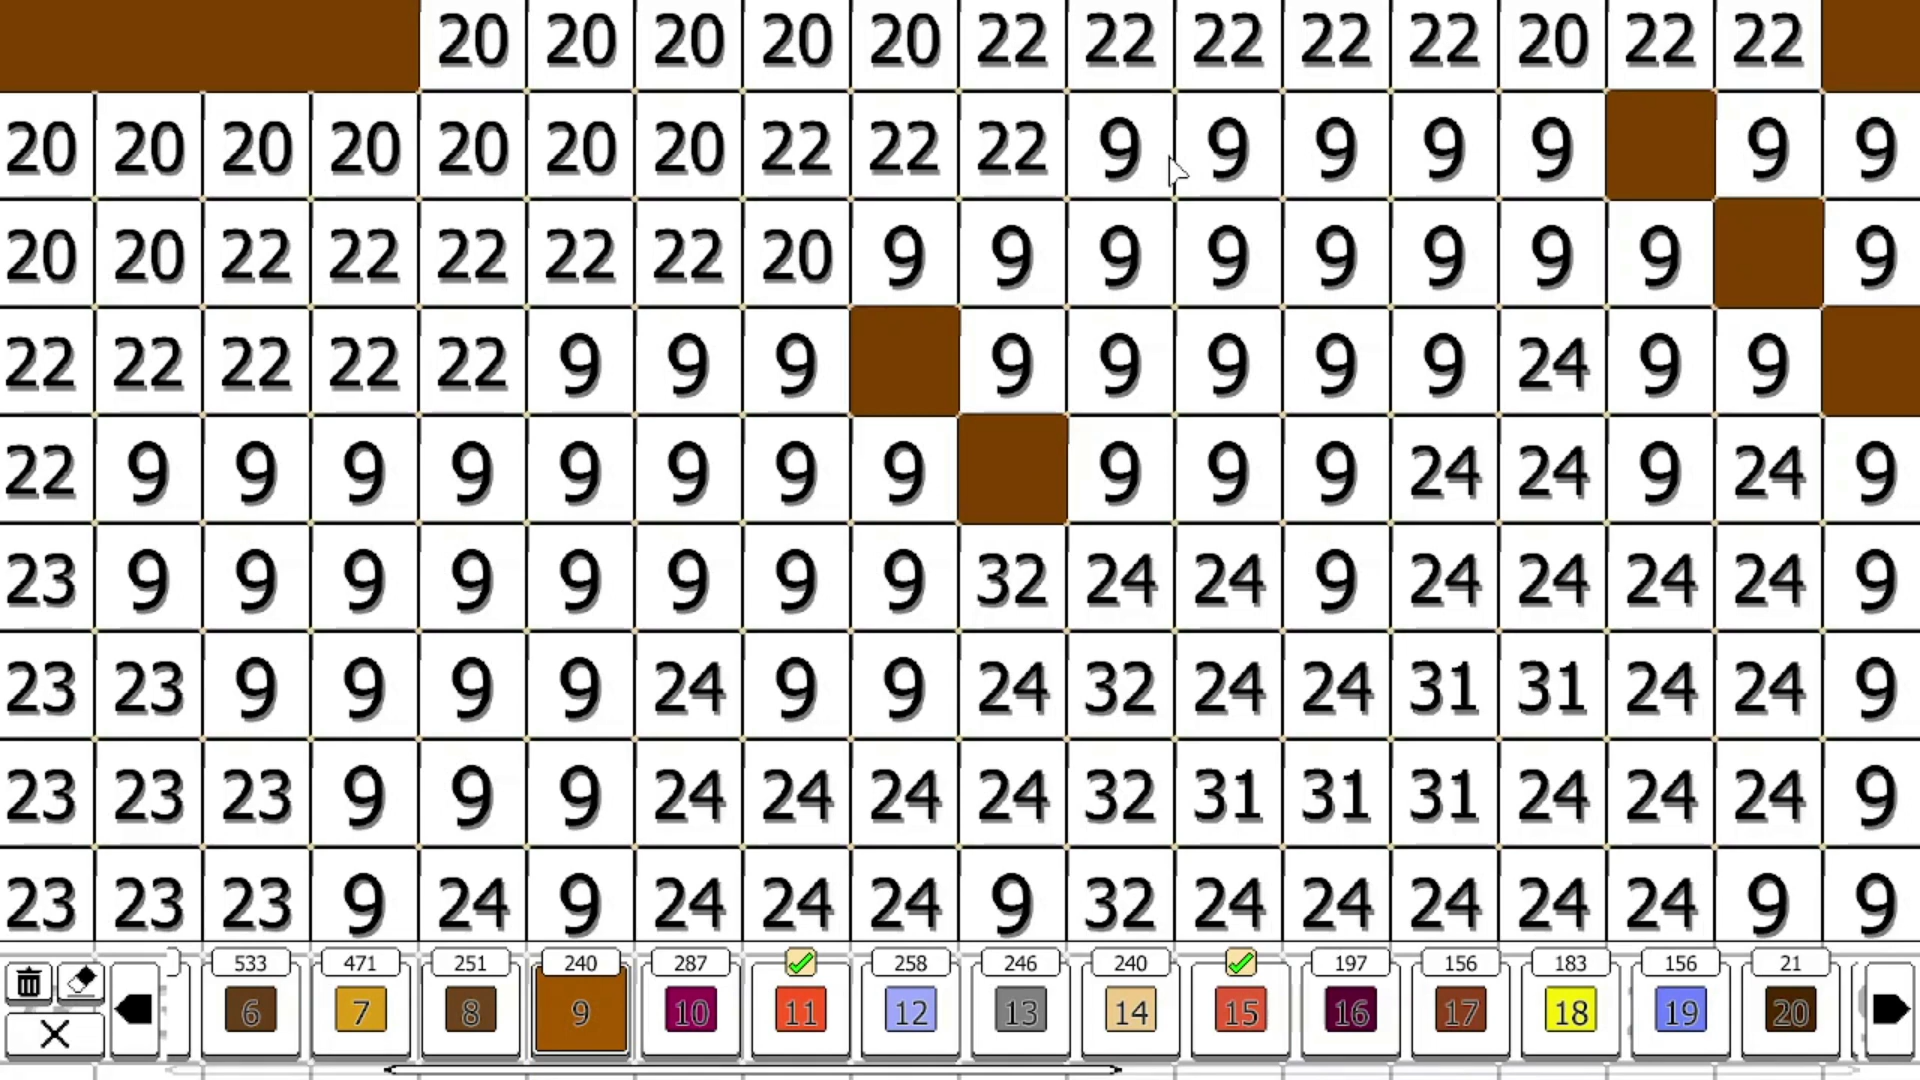 20 20 20 20 20 22 22 22 22 22 20 22 22
20 20 20 20 20 20 20 22 22 22 9 9 9 9 9 9 9
20 20 22 22 22 22 22 20 9 9 9 9 9 9 9 9 9
22 22 22 22 22 9 9 9 9 9 9 9 9 24 9 9
22 9 9 9 9 9 9 9 9 9 9 9 24 24 9 24 9
23 9 9 9 9 9 9 9 9 32 24 24 9 24 24 24 24 9
23 23 9 9 9 9 24 9 9 24 32 24 24 31 31 24 24 9
23 23 23 9 9 9 24 24 24 24 32 31 31 31 24 24 24 9
23 23 23 9 24 9 24 24 24 9 32 24 24 24 24 24 9 9
533 471 251 240 287 258 246 240 197 156 183 156 21
6 7 8 9 10 11 12 13 14 15 16 17 18 19 20